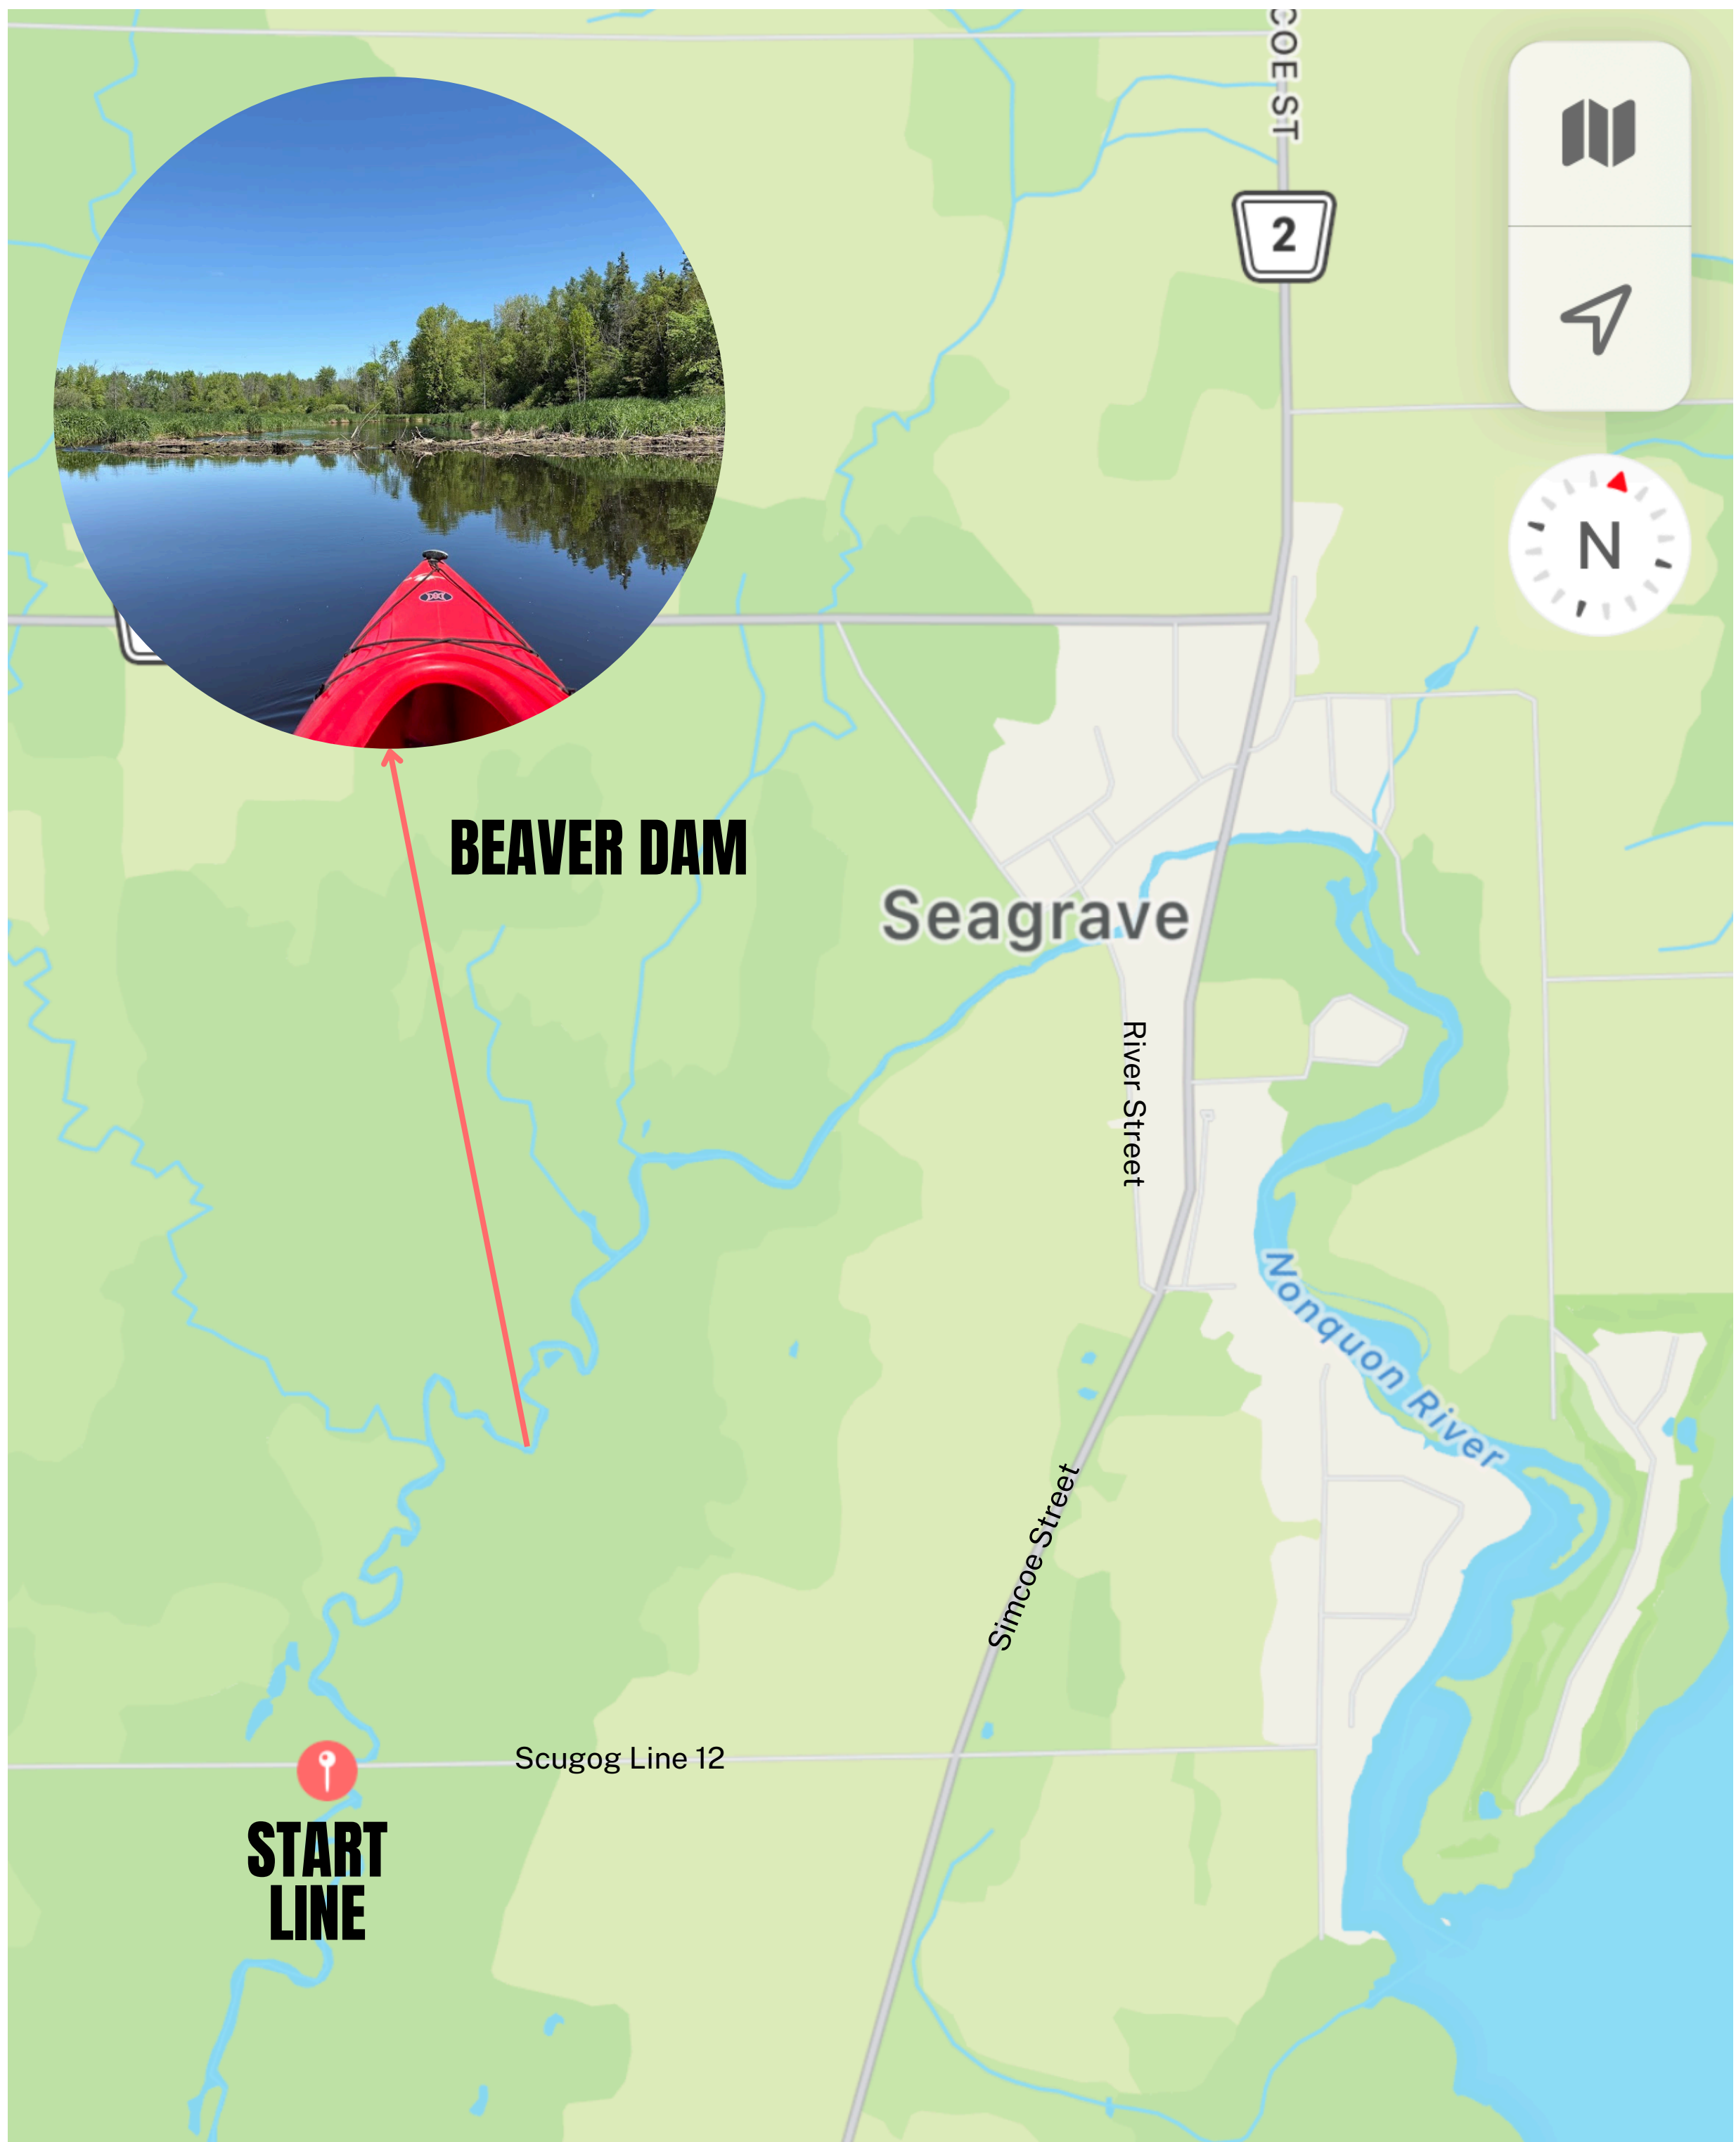 COE ST
2
N
BEAVER DAM
Seagrave
River Street
Nonquon River
Simcoe Street
Scugog Line 12
START
LINE